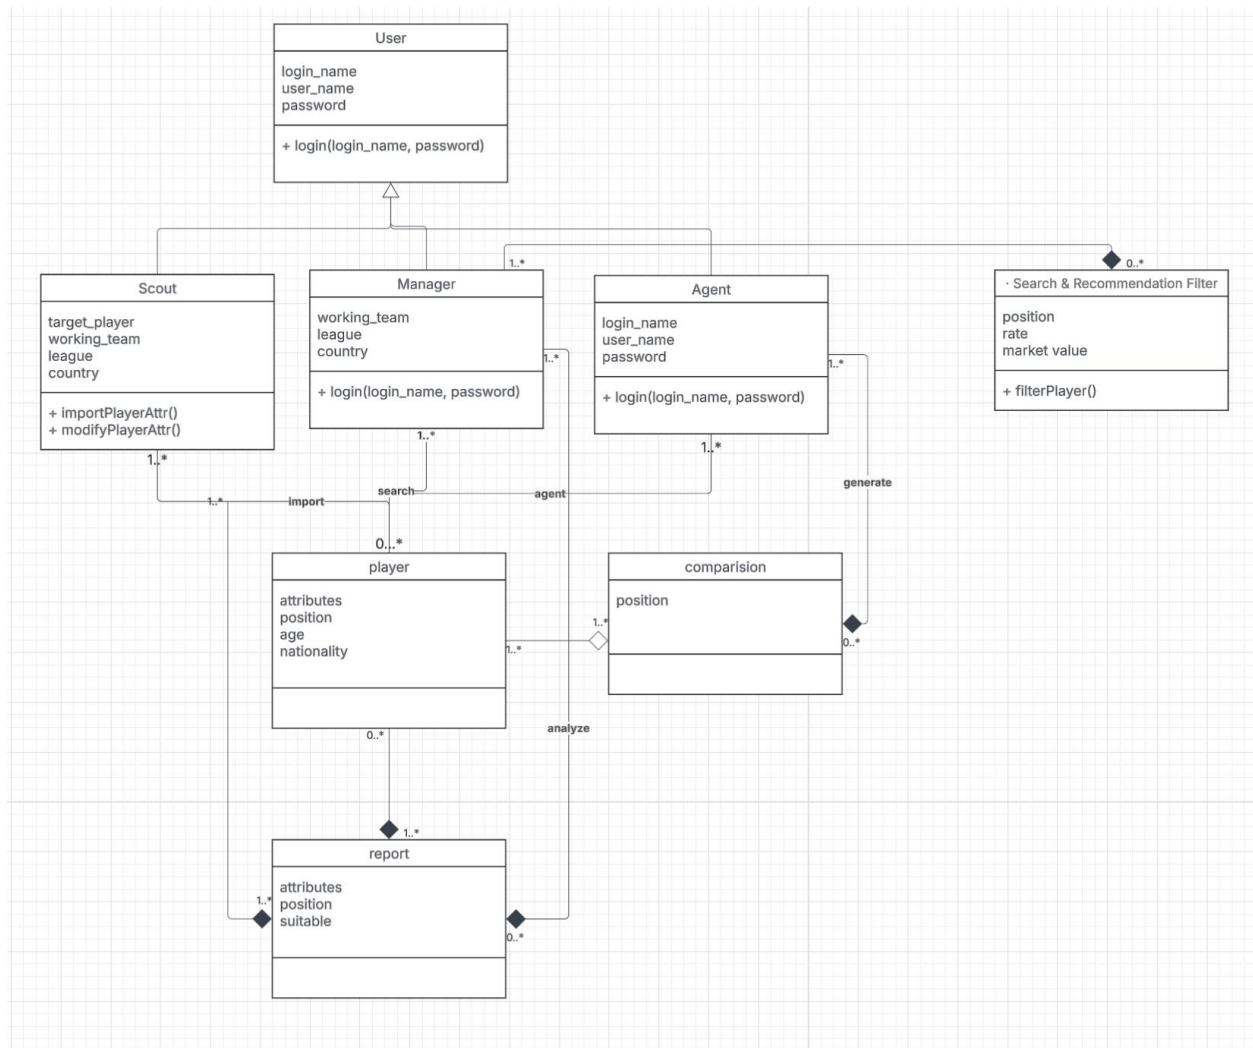 User
login_name
user_name
password
+ login(login_name, password)
1..*
0..*
Scout
target_player
working_team
league
country
+ importPlayerAttr()
+ modifyPlayerAttr()
1..*
Manager
working_team
league
country
+ login(login_name, password)
1..*
1..*
Agent
login_name
user_name
password
+ login(login_name, password)
1..*
1..*
· Search & Recommendation Filter
position
rate
market value
+ filterPlayer()
1..*
import
search
agent
generate
0...*
player
attributes
position
age
nationality
1..*
1..*
comparision
position
0..*
analyze
0..*
1..*
report
attributes
position
suitable
1..*
0..*